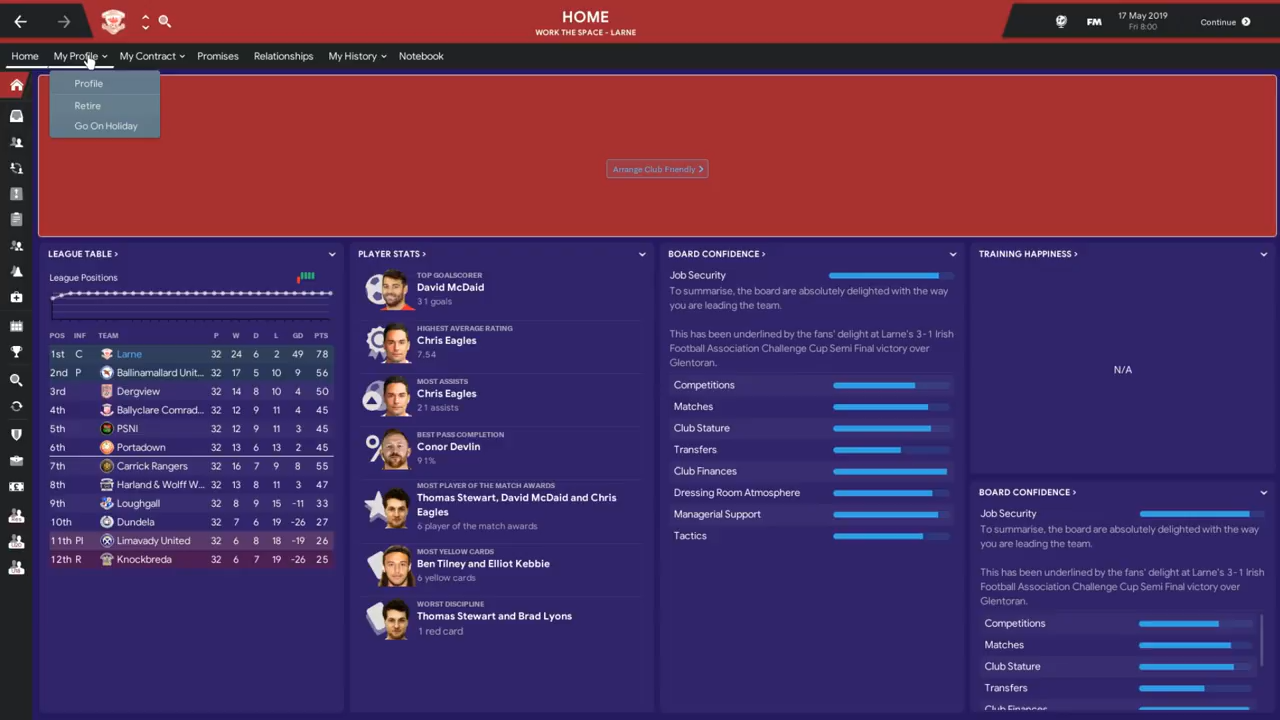 HOME
WORK THE SPACE - LARNE
FM
17 May 2019
Fri 8:00
Continue
Home My Profile My Contract Promises Relationships My History Notebook
Profile
Retire
Go On Holiday
Arrange Club Friendly >
LEAGUE TABLE >
League Positions
POS INF TEAM P W D L GD PTS
1st C Larne 32 24 6 2 49 78
2nd P Ballinamallard Unit... 32 17 5 10 9 56
3rd Dergview 32 14 8 10 4 50
4th Ballyclare Comrad... 32 12 9 11 4 45
5th PSNI 32 12 9 11 3 45
6th Portadown 32 13 6 13 2 45
7th Carrick Rangers 32 16 7 9 8 55
8th Harland & Wolff W... 32 13 8 11 3 47
9th Loughgall 32 8 9 15 -11 33
10th Dundela 32 7 6 19 -26 27
11th Pl Limavady United 32 6 8 18 -19 26
12th R Knockbreda 32 6 7 19 -26 25
PLAYER STATS >
TOP GOALSCORER
David McDaid
31 goals
HIGHEST AVERAGE RATING
Chris Eagles
7.54
MOST ASSISTS
Chris Eagles
21 assists
BEST PASS COMPLETION
Conor Devlin
91%
MOST PLAYER OF THE MATCH AWARDS
Thomas Stewart, David McDaid and Chris
Eagles
6 player of the match awards
MOST YELLOW CARDS
Ben Tilney and Elliot Kebbie
6 yellow cards
WORST DISCIPLINE
Thomas Stewart and Brad Lyons
1 red card
BOARD CONFIDENCE >
Job Security
To summarise, the board are absolutely delighted with the way
you are leading the team.
This has been underlined by the fans' delight at Larne's 3-1 Irish
Football Association Challenge Cup Semi Final victory over
Glentoran.
Competitions
Matches
Club Stature
Transfers
Club Finances
Dressing Room Atmosphere
Managerial Support
Tactics
TRAINING HAPPINESS >
N/A
BOARD CONFIDENCE >
Job Security
To summarise, the board are absolutely delighted with the way
you are leading the team.
This has been underlined by the fans' delight at Larne's 3-1 Irish
Football Association Challenge Cup Semi Final victory over
Glentoran.
Competitions
Matches
Club Stature
Transfers
Club Finances